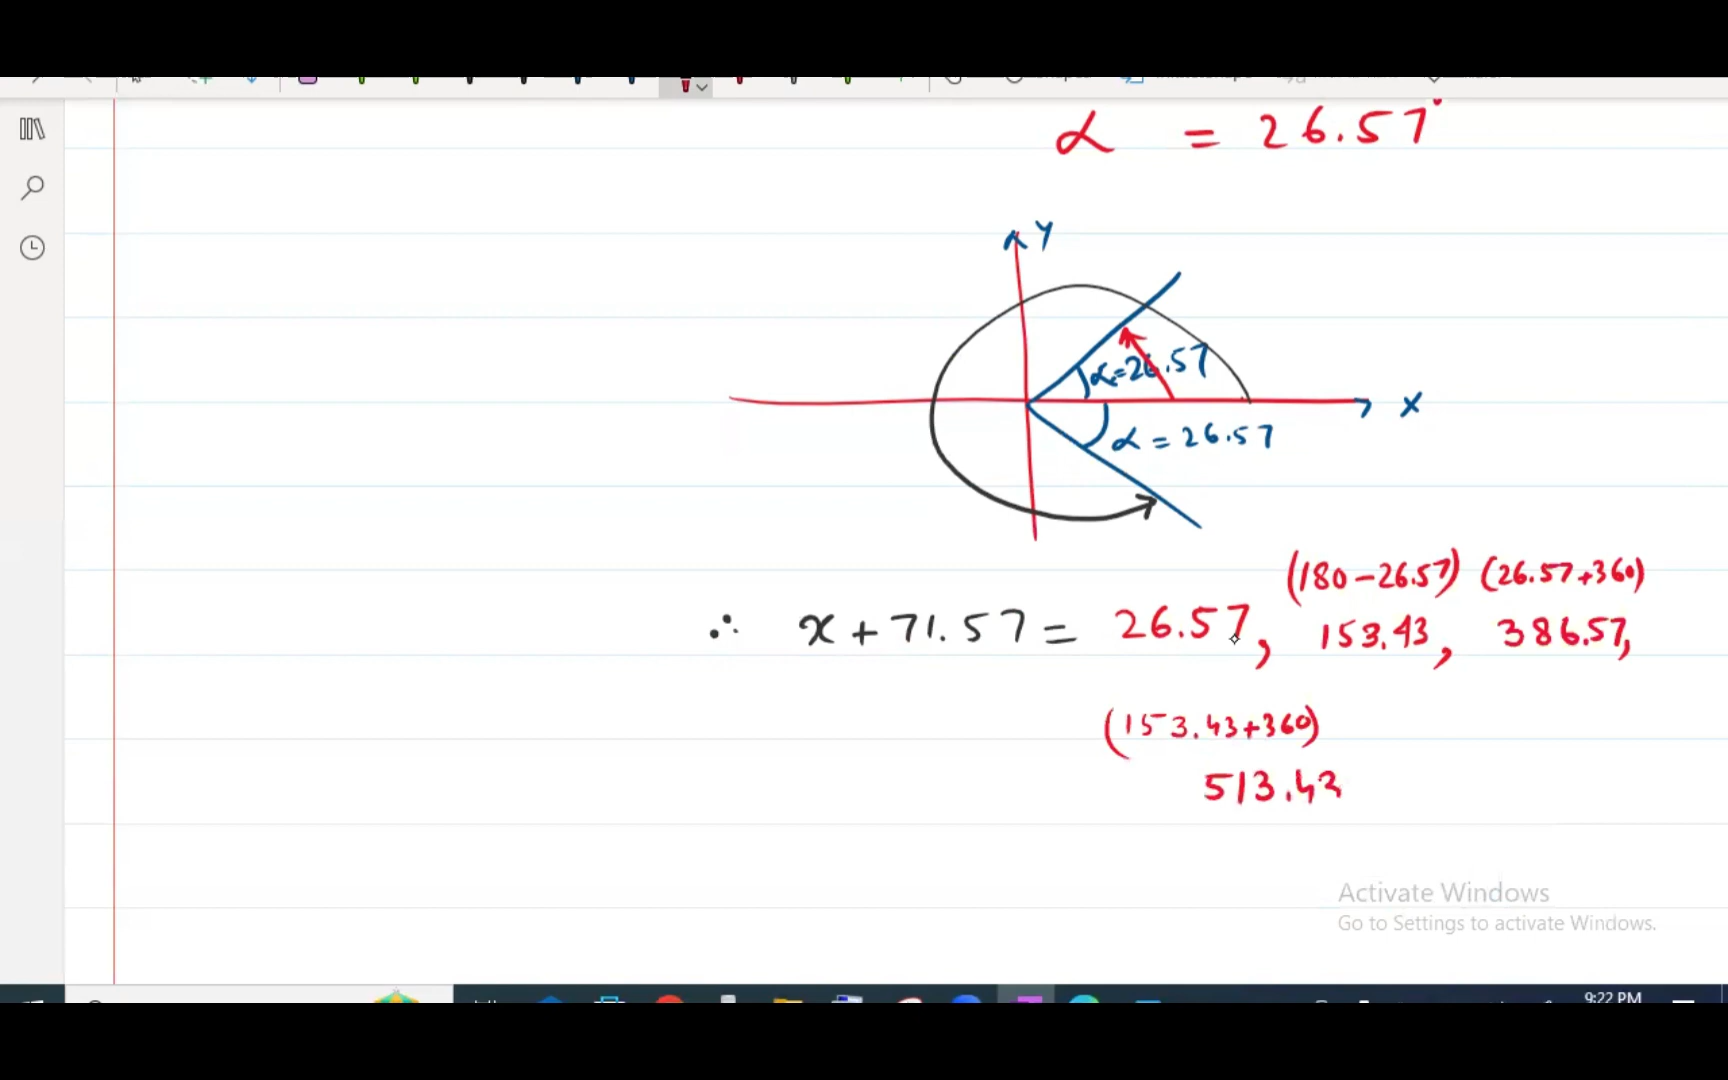 α = 26.57°
Y
α=26.57
X
α = 26.57
(180-26.57) (26.57+360)
∴ x+71.57= 26.57, 153.43, 386.57,
(153.43+360)
513.43
Activate Windows
Go to Settings to activate Windows.
9:22 PM